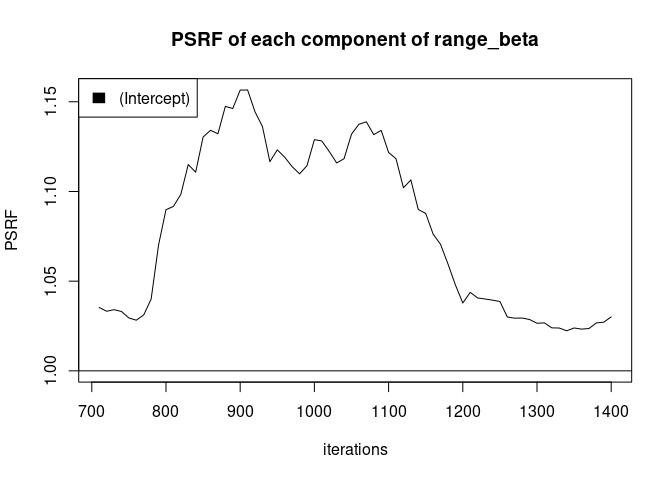 PSRF of each component of range_beta
(Intercept)
PSRF
1.15
1.10
1.05
1.00
700 800 900 1000 1100 1200 1300 1400
iterations